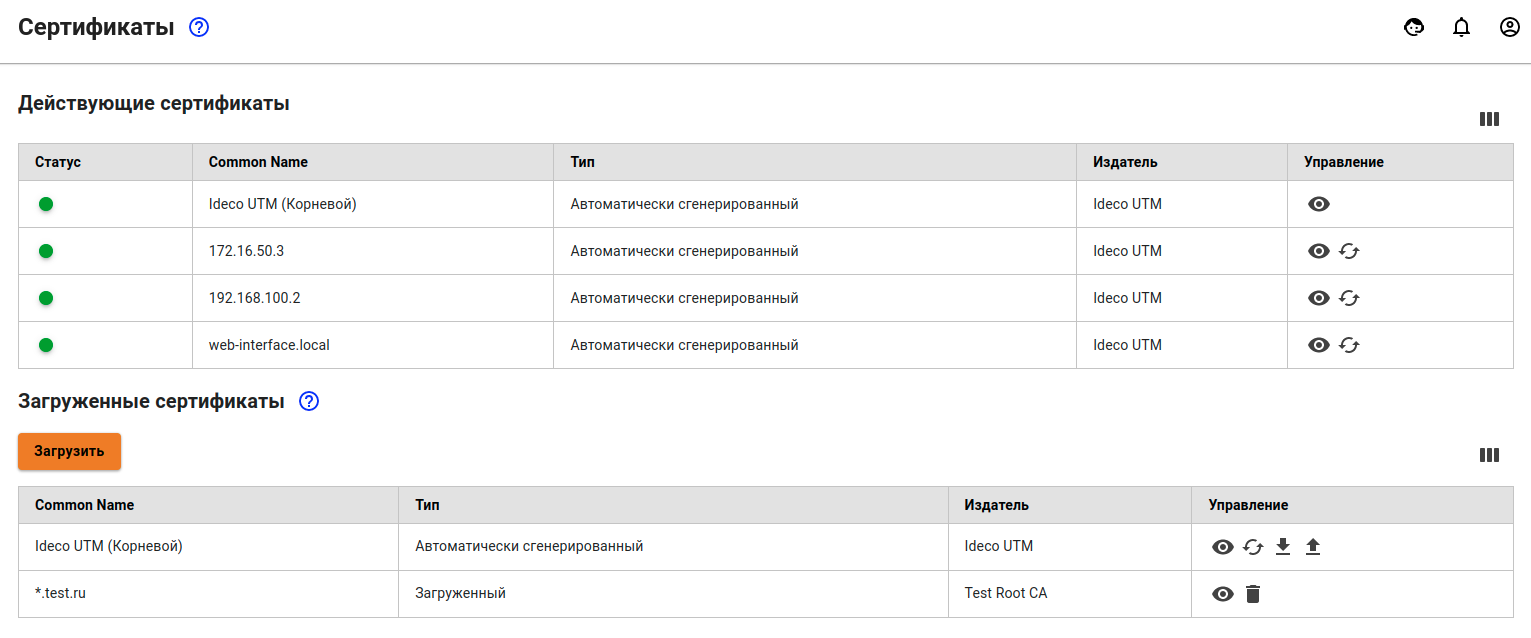 Сертификаты
Действующие сертификаты
Статус Common Name Тип Издатель Управление
Ideco UTM (Корневой) Автоматически сгенерированный Ideco UTM
172.16.50.3 Автоматически сгенерированный Ideco UTM
192.168.100.2 Автоматически сгенерированный Ideco UTM
web-interface.local Автоматически сгенерированный Ideco UTM
Загруженные сертификаты
Загрузить
Common Name Тип Издатель Управление
Ideco UTM (Корневой) Автоматически сгенерированный Ideco UTM
*.test.ru Загруженный Test Root CA